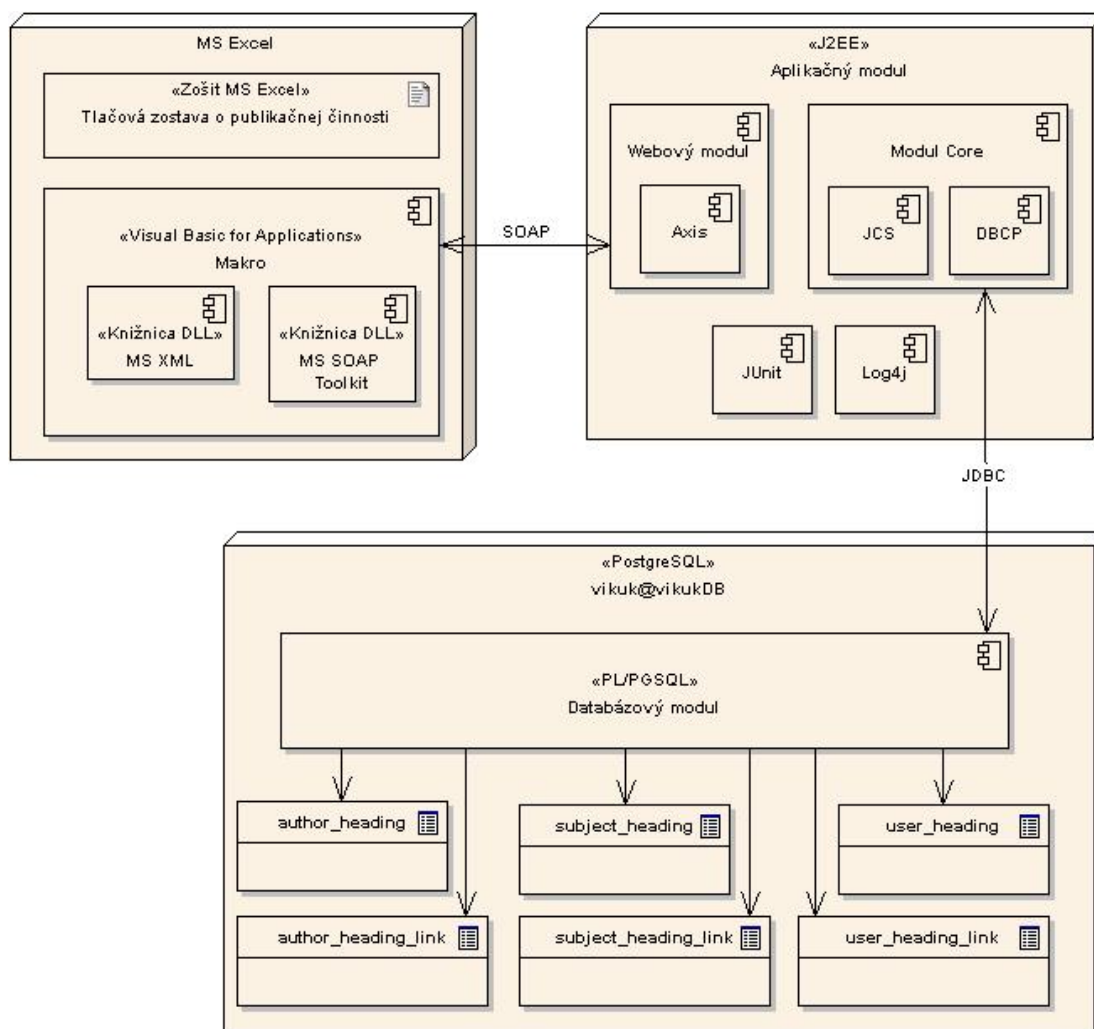 MS Excel
«Zošit MS Excel»
Tlačová zostava o publikačnej činnosti
«Visual Basic for Applications»
Makro
«Knižnica DLL»
MS XML
«Knižnica DLL»
MS SOAP
Toolkit
SOAP
«J2EE»
Aplikačný modul
Webový modul
Axis
Modul Core
JCS
DBCP
JUnit
Log4j
JDBC
«PostgreSQL»
vikuk@vikukDB
«PL/PGSQL»
Databázový modul
author_heading
subject_heading
user_heading
author_heading_link
subject_heading_link
user_heading_link